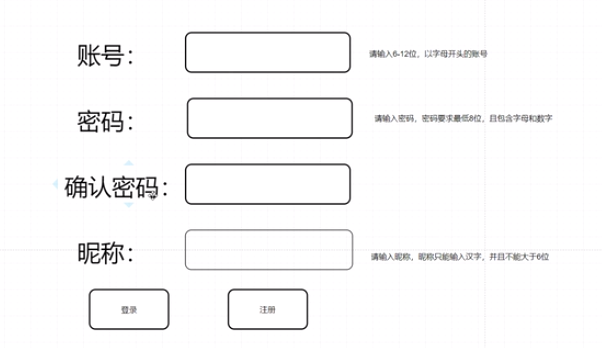 账号：
请输入6-12位，以字母开头的账号
密码：
请输入密码，密码要求最低8位，且包含字母和数字
确认密码：
昵称：
请输入昵称，昵称只能输入汉字，并且不能大于6位
登录
注册